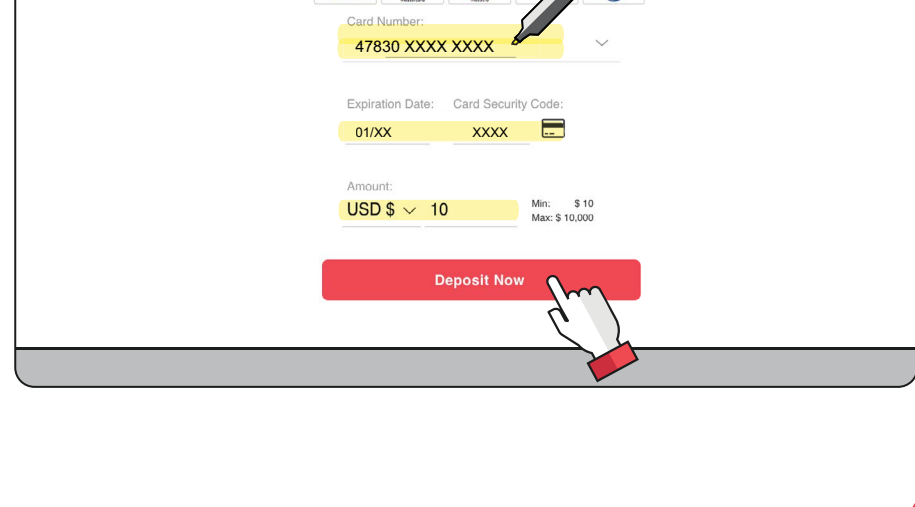 Card Number:
47830 XXXX XXXX
Expiration Date: Card Security Code:
01/XX XXXX
Amount:
USD $ 10
Min: $ 10
Max: $ 10,000
Deposit Now